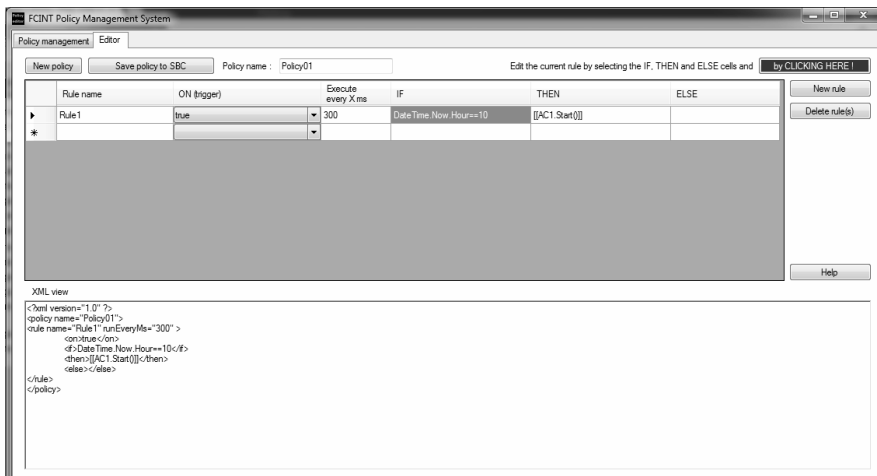 Policy editor
FCINT Policy Management System
Policy management Editor
New policy Save policy to SBC Policy name : Policy01 Edit the current rule by selecting the IF, THEN and ELSE cells and by CLICKING HERE !
Rule name ON (trigger) Execute every X ms IF THEN ELSE
Rule1 true 300 DateTime.Now.Hour==10 [[AC1.Start()]]
New rule
Delete rule(s)
Help
XML view
<?xml version="1.0" ?>
<policy name="Policy01">
<rule name="Rule1" runEveryMs="300" >
<on>true</on>
<if>DateTime.Now.Hour==10</if>
<then>[[AC1.Start()]]</then>
<else></else>
</rule>
</policy>